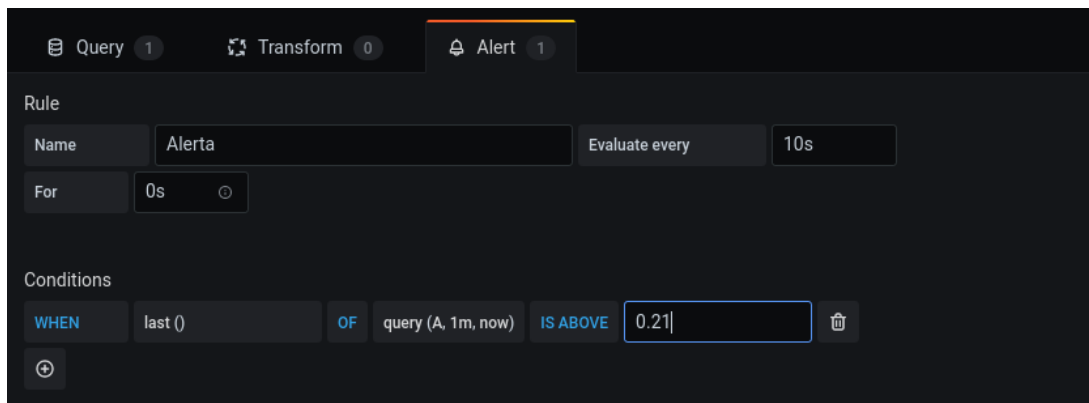 Query 1 Transform 0 Alert 1
Rule
Name Alerta Evaluate every 10s
For 0s
Conditions
WHEN last () OF query (A, 1m, now) IS ABOVE 0.21